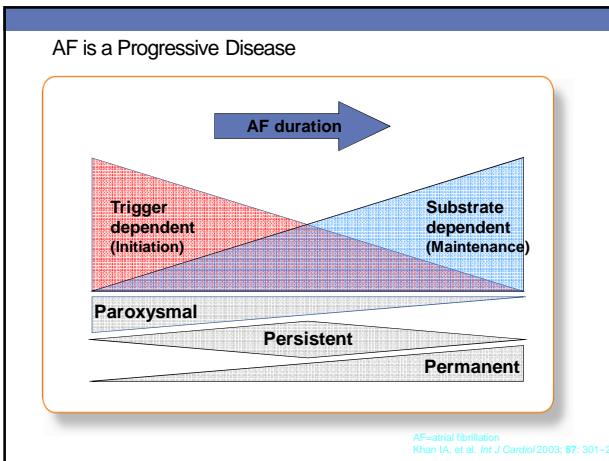 AF is a Progressive Disease
AF duration
Trigger
dependent
(Initiation)
Substrate
dependent
(Maintenance)
Paroxysmal
Persistent
Permanent
AF=atrial fibrillation
Khan IA, et al. Int J Cardiol 2003; 87: 301–2